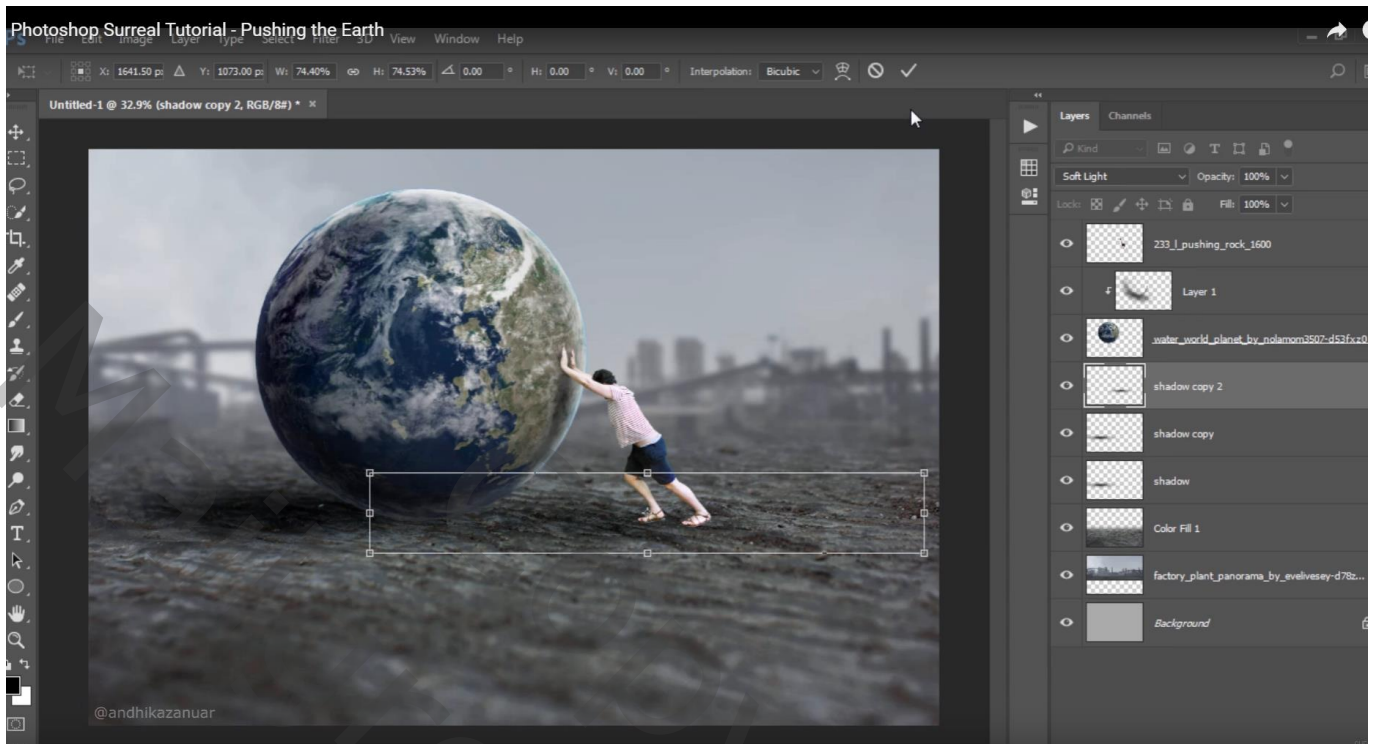 Photoshop Surreal Tutorial - Pushing the Earth
Ps File Edit Image Layer Type Select Filter 3D View Window Help
X: 1641.50 p: Y: 1073.00 p: W: 74.40% H: 74.53% 0.00 ° H: 0.00 ° V: 0.00 ° Interpolation: Bicubic
Untitled-1 @ 32.9% (shadow copy 2, RGB/8#) * ×
Layers Channels
Kind
Soft Light Opacity: 100%
Lock: Fill: 100%
233_l_pushing_rock_1600
Layer 1
water_world_planet_by_nolamom3507-d53fxz0
shadow copy 2
shadow copy
shadow
Color Fill 1
factory_plant_panorama_by_evelivesey-d78z...
Background
@andhikazanuar